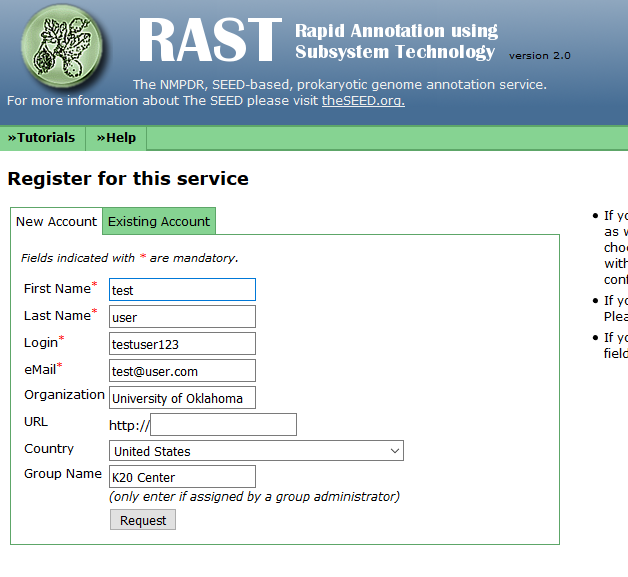 RAST
Rapid Annotation using
Subsystem Technology version 2.0
The NMPDR, SEED-based, prokaryotic genome annotation service.
For more information about The SEED please visit theSEED.org.
»Tutorials »Help
Register for this service
New Account Existing Account
Fields indicated with * are mandatory.
First Name* test
Last Name* user
Login* testuser123
eMail* test@user.com
Organization University of Oklahoma
URL http://
Country United States
Group Name K20 Center
(only enter if assigned by a group administrator)
Request
• If yo
as w
choo
with
conf
• If yo
Plea
• If yo
field